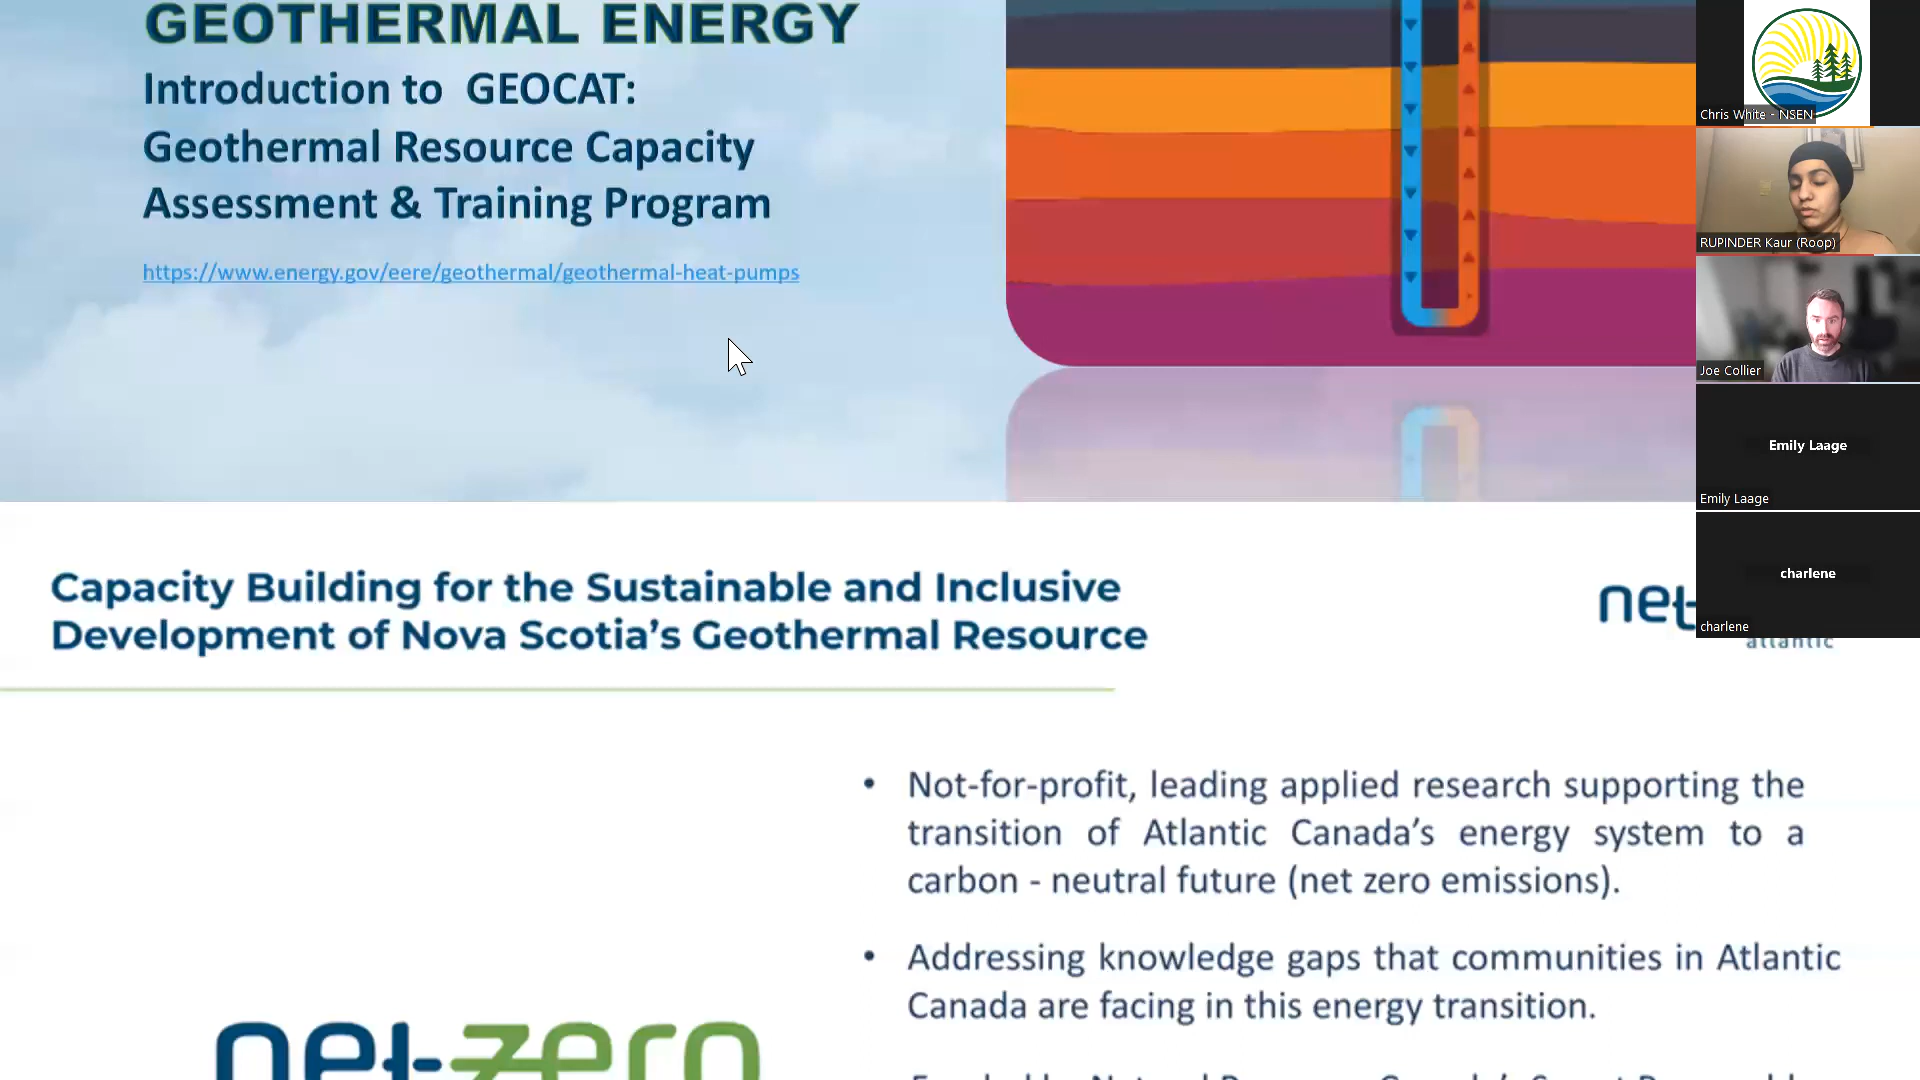 GEOTHERMAL ENERGY
Introduction to GEOCAT:
Geothermal Resource Capacity
Assessment & Training Program
https://www.energy.gov/eere/geothermal/geothermal-heat-pumps
Chris White - NSEN
RUPINDER Kaur (Roop)
Joe Collier
Emily Laage
Emily Laage
charlene
charlene
Capacity Building for the Sustainable and Inclusive
Development of Nova Scotia’s Geothermal Resource
net
atlantic
• Not-for-profit, leading applied research supporting the
transition of Atlantic Canada’s energy system to a
carbon - neutral future (net zero emissions).
• Addressing knowledge gaps that communities in Atlantic
Canada are facing in this energy transition.
net-zero